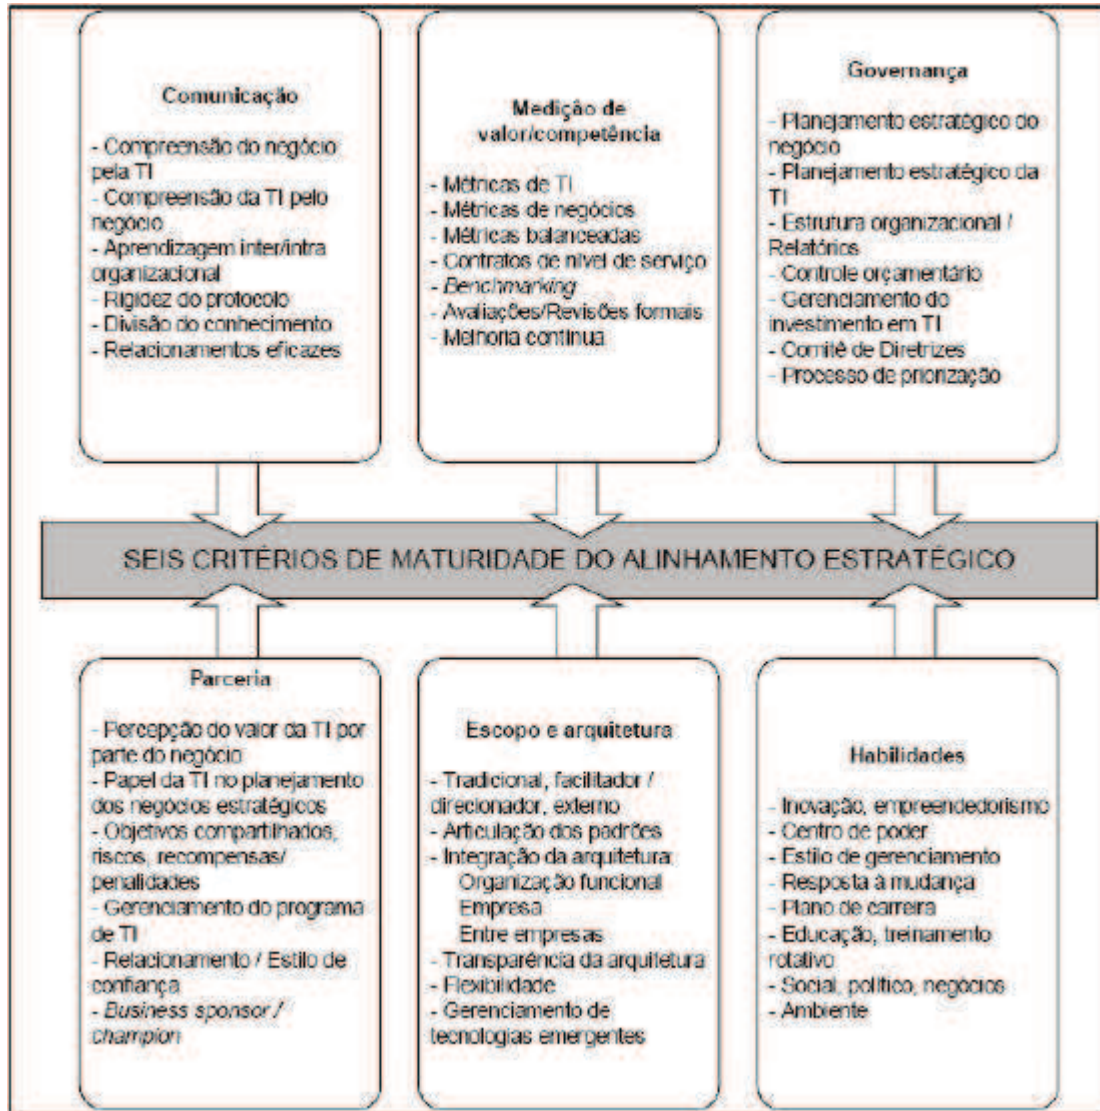 Comunicação
- Compreensão do negócio
pela TI
- Compreensão da TI pelo
negócio
- Aprendizagem inter/intra
organizacional
- Rigidez do protocolo
- Divisão do conhecimento
- Relacionamentos eficazes
Medição de
valor/competência
- Métricas de TI
- Métricas de negócios
- Métricas balanceadas
- Contratos de nível de serviço
- Benchmarking
- Avaliações/Revisões formais
- Melhoria contínua
Governança
- Planejamento estratégico do
negócio
- Planejamento estratégico da
TI
- Estrutura organizacional /
Relatórios
- Controle orçamentário
- Gerenciamento do
investimento em TI
- Comitê de Diretrizes
- Processo de priorização
SEIS CRITÉRIOS DE MATURIDADE DO ALINHAMENTO ESTRATÉGICO
Parceria
- Percepção do valor da TI por
parte do negócio
- Papel da TI no planejamento
dos negócios estratégicos
- Objetivos compartilhados,
riscos, recompensas/
penalidades
- Gerenciamento do programa
de TI
- Relacionamento / Estilo de
confiança
- Business sponsor /
champion
Escopo e arquitetura
- Tradicional, facilitador /
direcionador, externo
- Articulação dos padrões
- Integração da arquitetura:
Organização funcional
Empresa
Entre empresas
- Transparência da arquitetura
- Flexibilidade
- Gerenciamento de
tecnologias emergentes
Habilidades
- Inovação, empreendedorismo
- Centro de poder
- Estilo de gerenciamento
- Resposta à mudança
- Plano de carreira
- Educação, treinamento
rotativo
- Social, político, negócios
- Ambiente